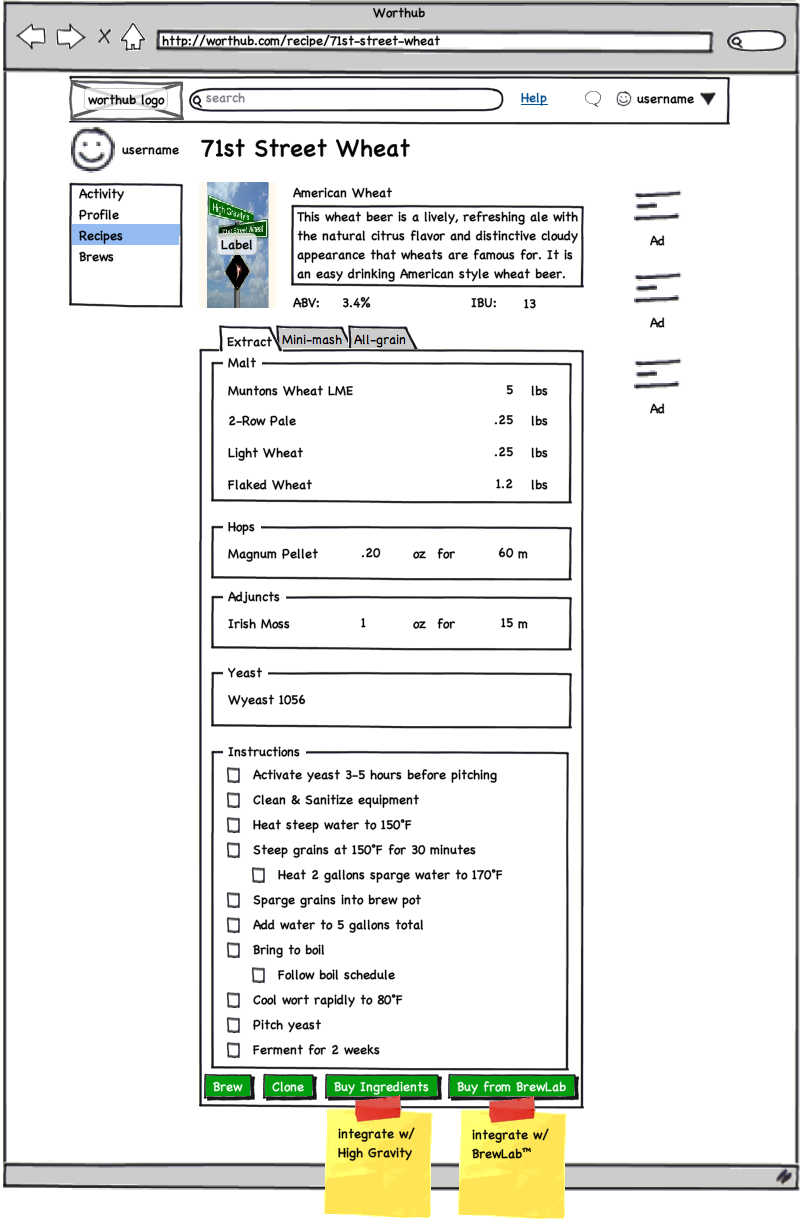 Worthub
http://worthub.com/recipe/71st-street-wheat
worthub logo
search
Help
username
username
71st Street Wheat
Activity
Profile
Recipes
Brews
High Gravity's
71st Street Wheat
Label
American Wheat
This wheat beer is a lively, refreshing ale with
the natural citrus flavor and distinctive cloudy
appearance that wheats are famous for. It is
an easy drinking American style wheat beer.
ABV: 3.4% IBU: 13
Ad
Ad
Ad
Extract Mini-mash All-grain
Malt
Muntons Wheat LME 5 lbs
2-Row Pale .25 lbs
Light Wheat .25 lbs
Flaked Wheat 1.2 lbs
Hops
Magnum Pellet .20 oz for 60 m
Adjuncts
Irish Moss 1 oz for 15 m
Yeast
Wyeast 1056
Instructions
Activate yeast 3-5 hours before pitching
Clean & Sanitize equipment
Heat steep water to 150°F
Steep grains at 150°F for 30 minutes
Heat 2 gallons sparge water to 170°F
Sparge grains into brew pot
Add water to 5 gallons total
Bring to boil
Follow boil schedule
Cool wort rapidly to 80°F
Pitch yeast
Ferment for 2 weeks
Brew Clone Buy Ingredients Buy from BrewLab
integrate w/
High Gravity
integrate w/
BrewLab™